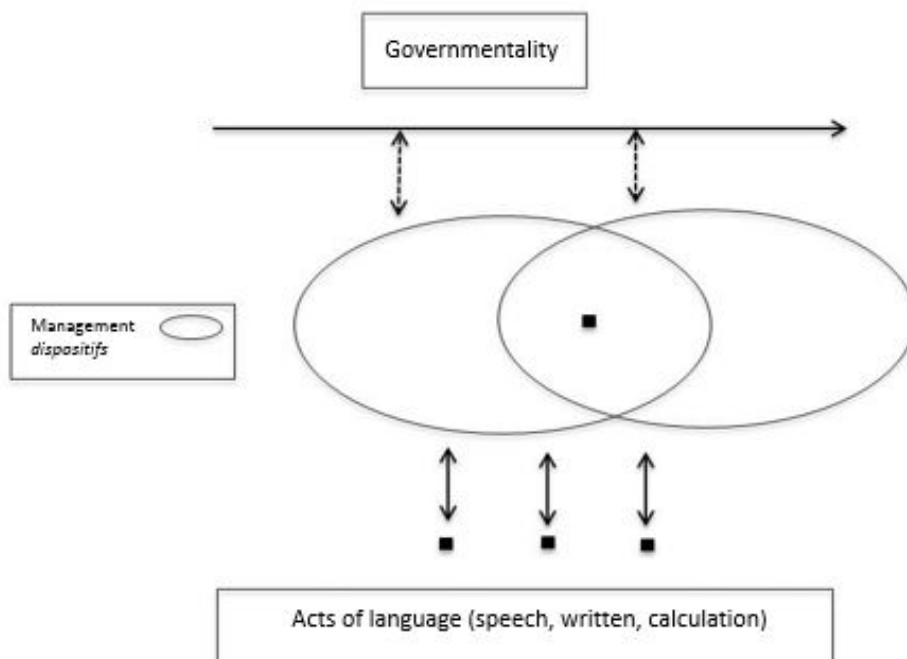 Governmentality
Management
dispositifs
Acts of language (speech, written, calculation)